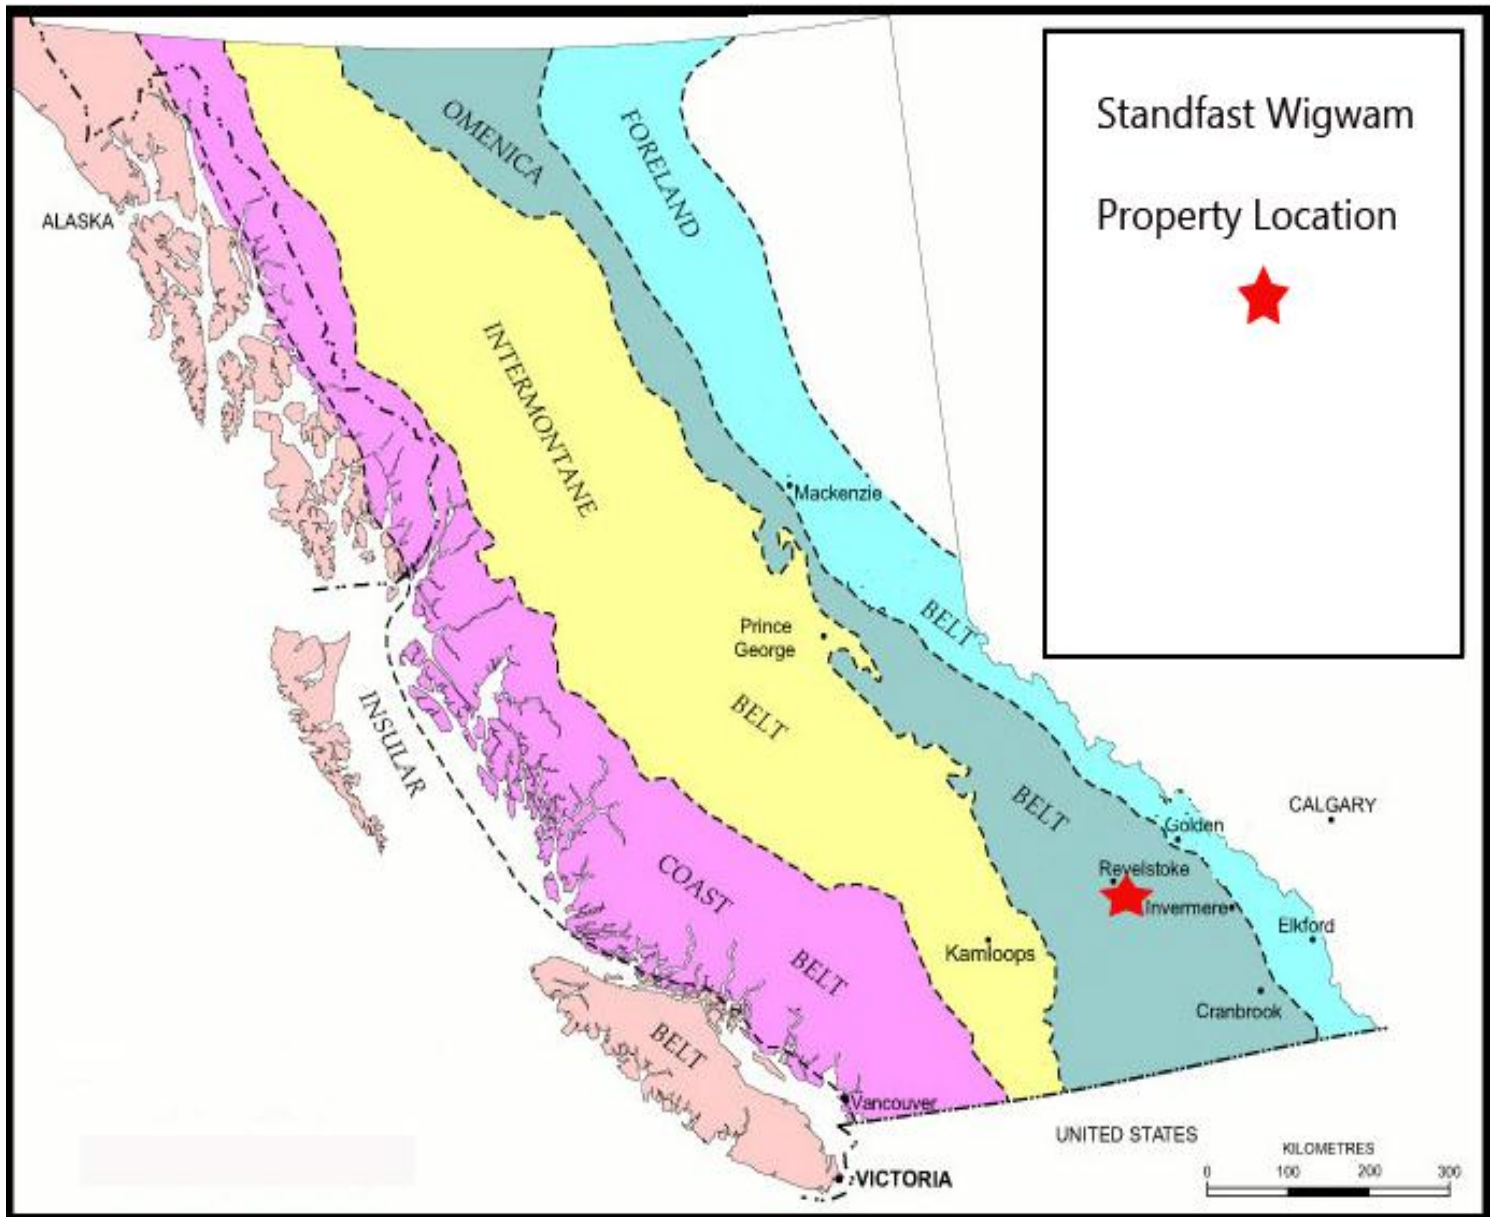 Standfast Wigwam
Property Location
OMENICA
FORELAND
ALASKA
INTERMONTANE
Mackenzie
BELT
Prince
George
BELT
INSULAR
BELT
CALGARY
Golden
Revelstoke
COAST
Invermere
Elkford
Kamloops
BELT
Cranbrook
BELT
Vancouver
UNITED STATES
KILOMETRES
0 100 200 300
VICTORIA